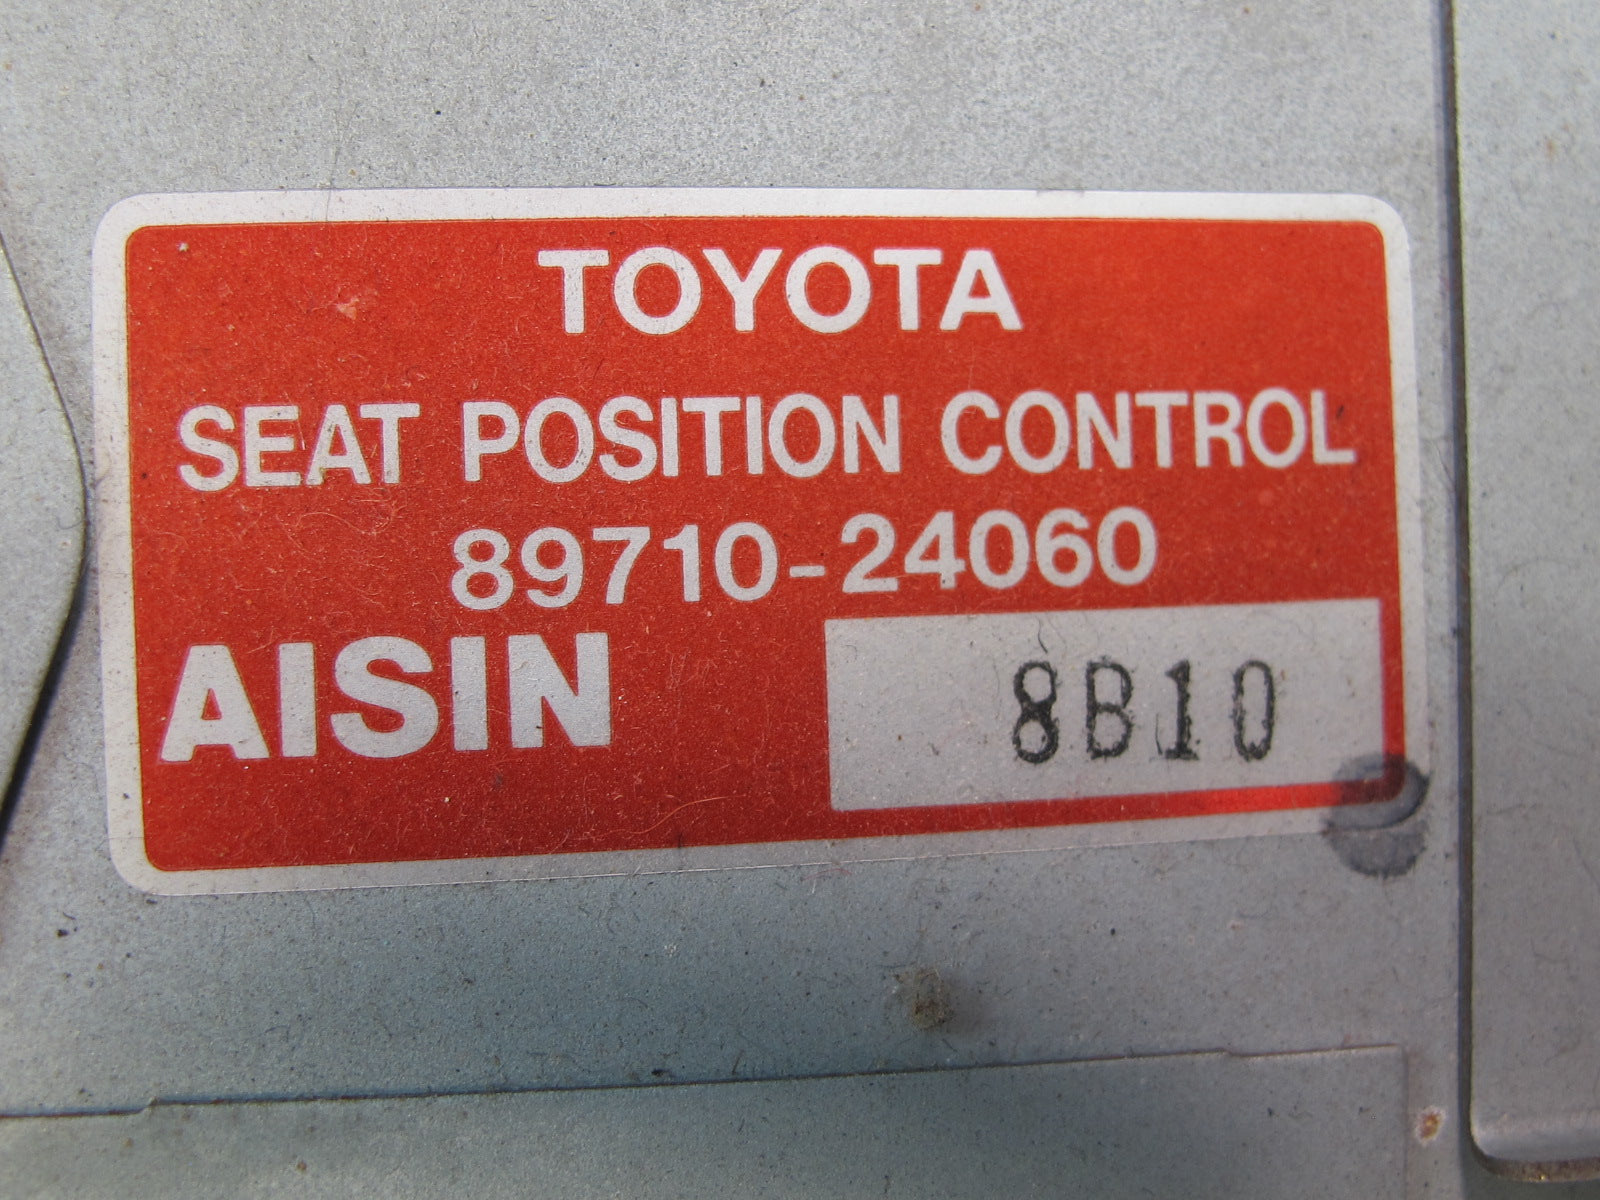 TOYOTA
SEAT POSITION CONTROL
89710-24060
AISIN
8B10